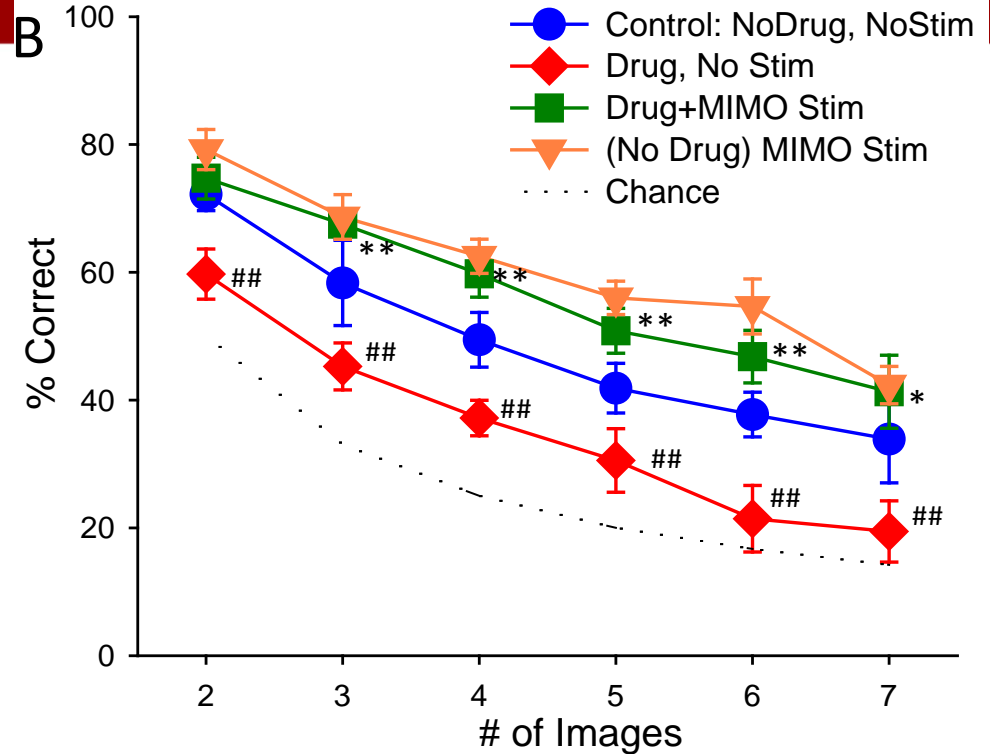 B
100
80
60
40
20
0
% Correct
Control: NoDrug, NoStim
Drug, No Stim
Drug+MIMO Stim
(No Drug) MIMO Stim
Chance
##
**
##
**
##
**
##
**
##
*
##
2 3 4 5 6 7
# of Images